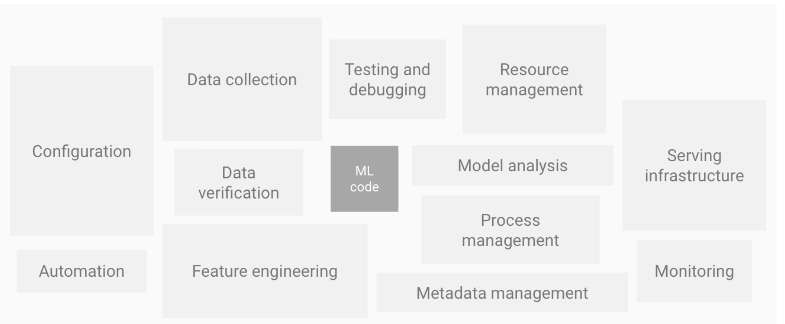 Data collection
Testing and
debugging
Resource
management
Configuration
Data
verification
ML
code
Model analysis
Serving
infrastructure
Process
management
Automation
Feature engineering
Metadata management
Monitoring